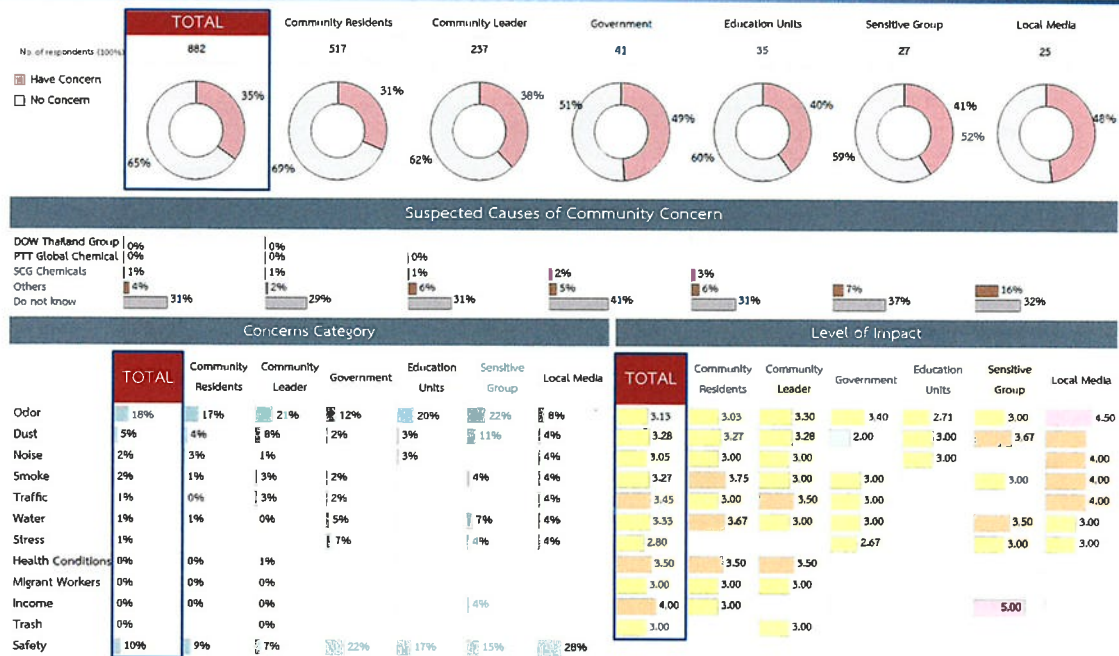 TOTAL Community Residents Community Leader Government Education Units Sensitive Group Local Media
No. of respondents (100%) 882 517 237 41 35 27 25
Have Concern
No Concern
35% 65%
31% 69%
38% 62%
51% 49%
40% 60%
41% 59%
52% 48%
Suspected Causes of Community Concern
DOW Thailand Group 0% 0%
PTT Global Chemical 0% 0% 0%
SCG Chemicals 1% 1% 1% 2% 3%
Others 4% 2% 6% 5% 6% 7% 16%
Do not know 31% 29% 31% 41% 31% 37% 32%
Concerns Category
TOTAL Community Residents Community Leader Government Education Units Sensitive Group Local Media
Odor 18% 17% 21% 12% 20% 22% 8%
Dust 5% 4% 8% 2% 3% 11% 4%
Noise 2% 3% 1% 3% 4%
Smoke 2% 1% 3% 2% 4% 4%
Traffic 1% 0% 3% 2% 4%
Water 1% 1% 0% 5% 7% 4%
Stress 1% 7% 4% 4%
Health Conditions 0% 0% 1%
Migrant Workers 0% 0% 0%
Income 0% 0% 0% 4%
Trash 0% 0%
Safety 10% 9% 7% 22% 17% 15% 28%
Level of Impact
TOTAL Community Residents Community Leader Government Education Units Sensitive Group Local Media
3.13 3.03 3.30 3.40 2.71 3.00 4.50
3.28 3.27 3.28 2.00 3.00 3.67
3.05 3.00 3.00 3.00 4.00
3.27 3.75 3.00 3.00 3.00 4.00
3.45 3.00 3.50 3.00 4.00
3.33 3.67 3.00 3.00 3.50 3.00
2.80 2.67 3.00 3.00
3.50 3.50 3.50
3.00 3.00 3.00
4.00 3.00 5.00
3.00 3.00